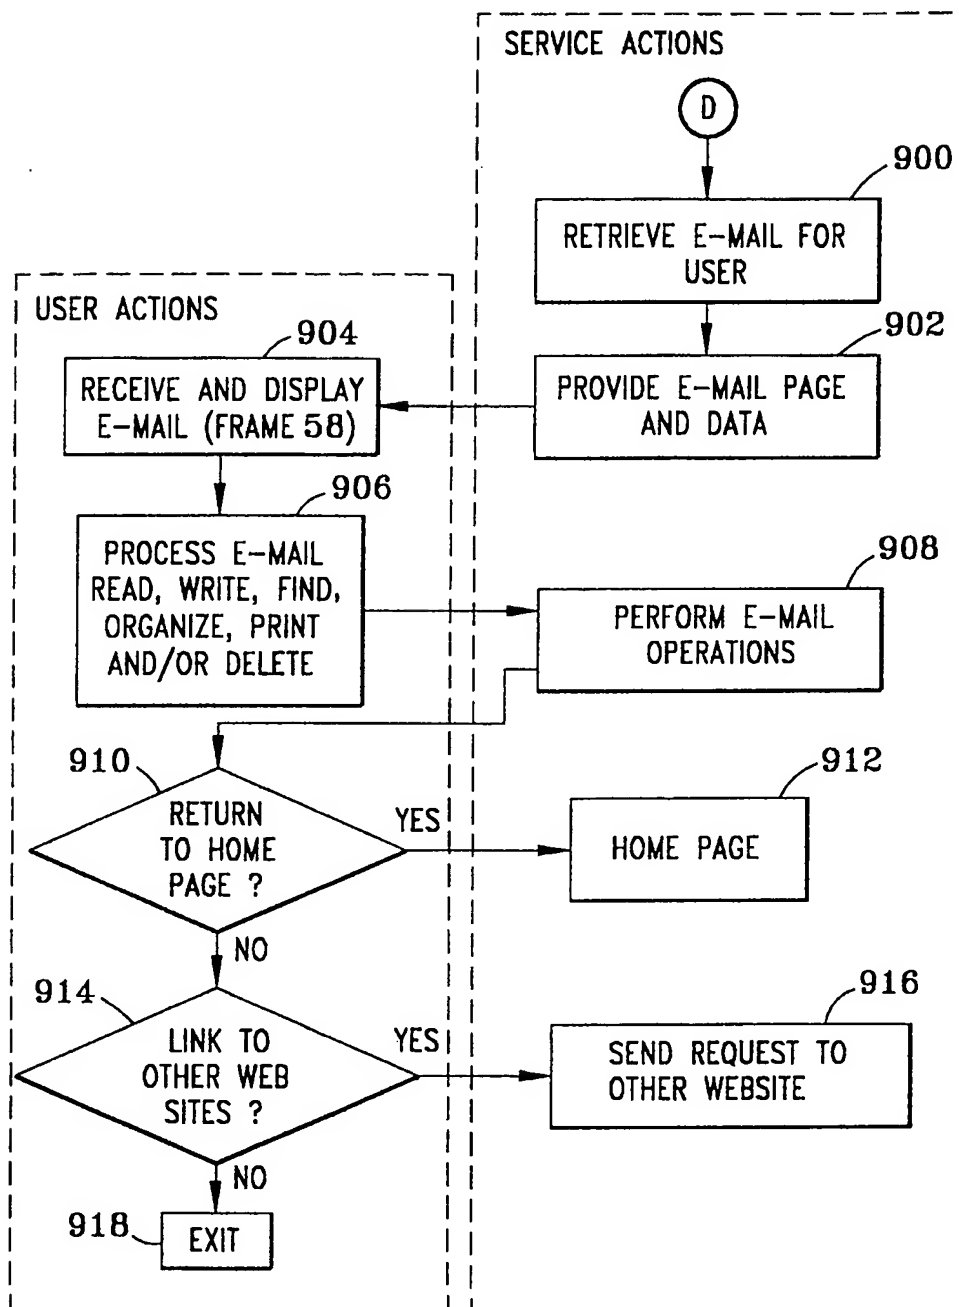 SERVICE ACTIONS
D
900
RETRIEVE E-MAIL FOR
USER
USER ACTIONS
902
904
PROVIDE E-MAIL PAGE
AND DATA
RECEIVE AND DISPLAY
E-MAIL (FRAME 58)
906
PROCESS E-MAIL
READ, WRITE, FIND,
ORGANIZE, PRINT
AND/OR DELETE
908
PERFORM E-MAIL
OPERATIONS
910
RETURN
TO HOME
PAGE ?
YES
912
HOME PAGE
NO
914
LINK TO
OTHER WEB
SITES ?
YES
916
SEND REQUEST TO
OTHER WEBSITE
NO
918
EXIT